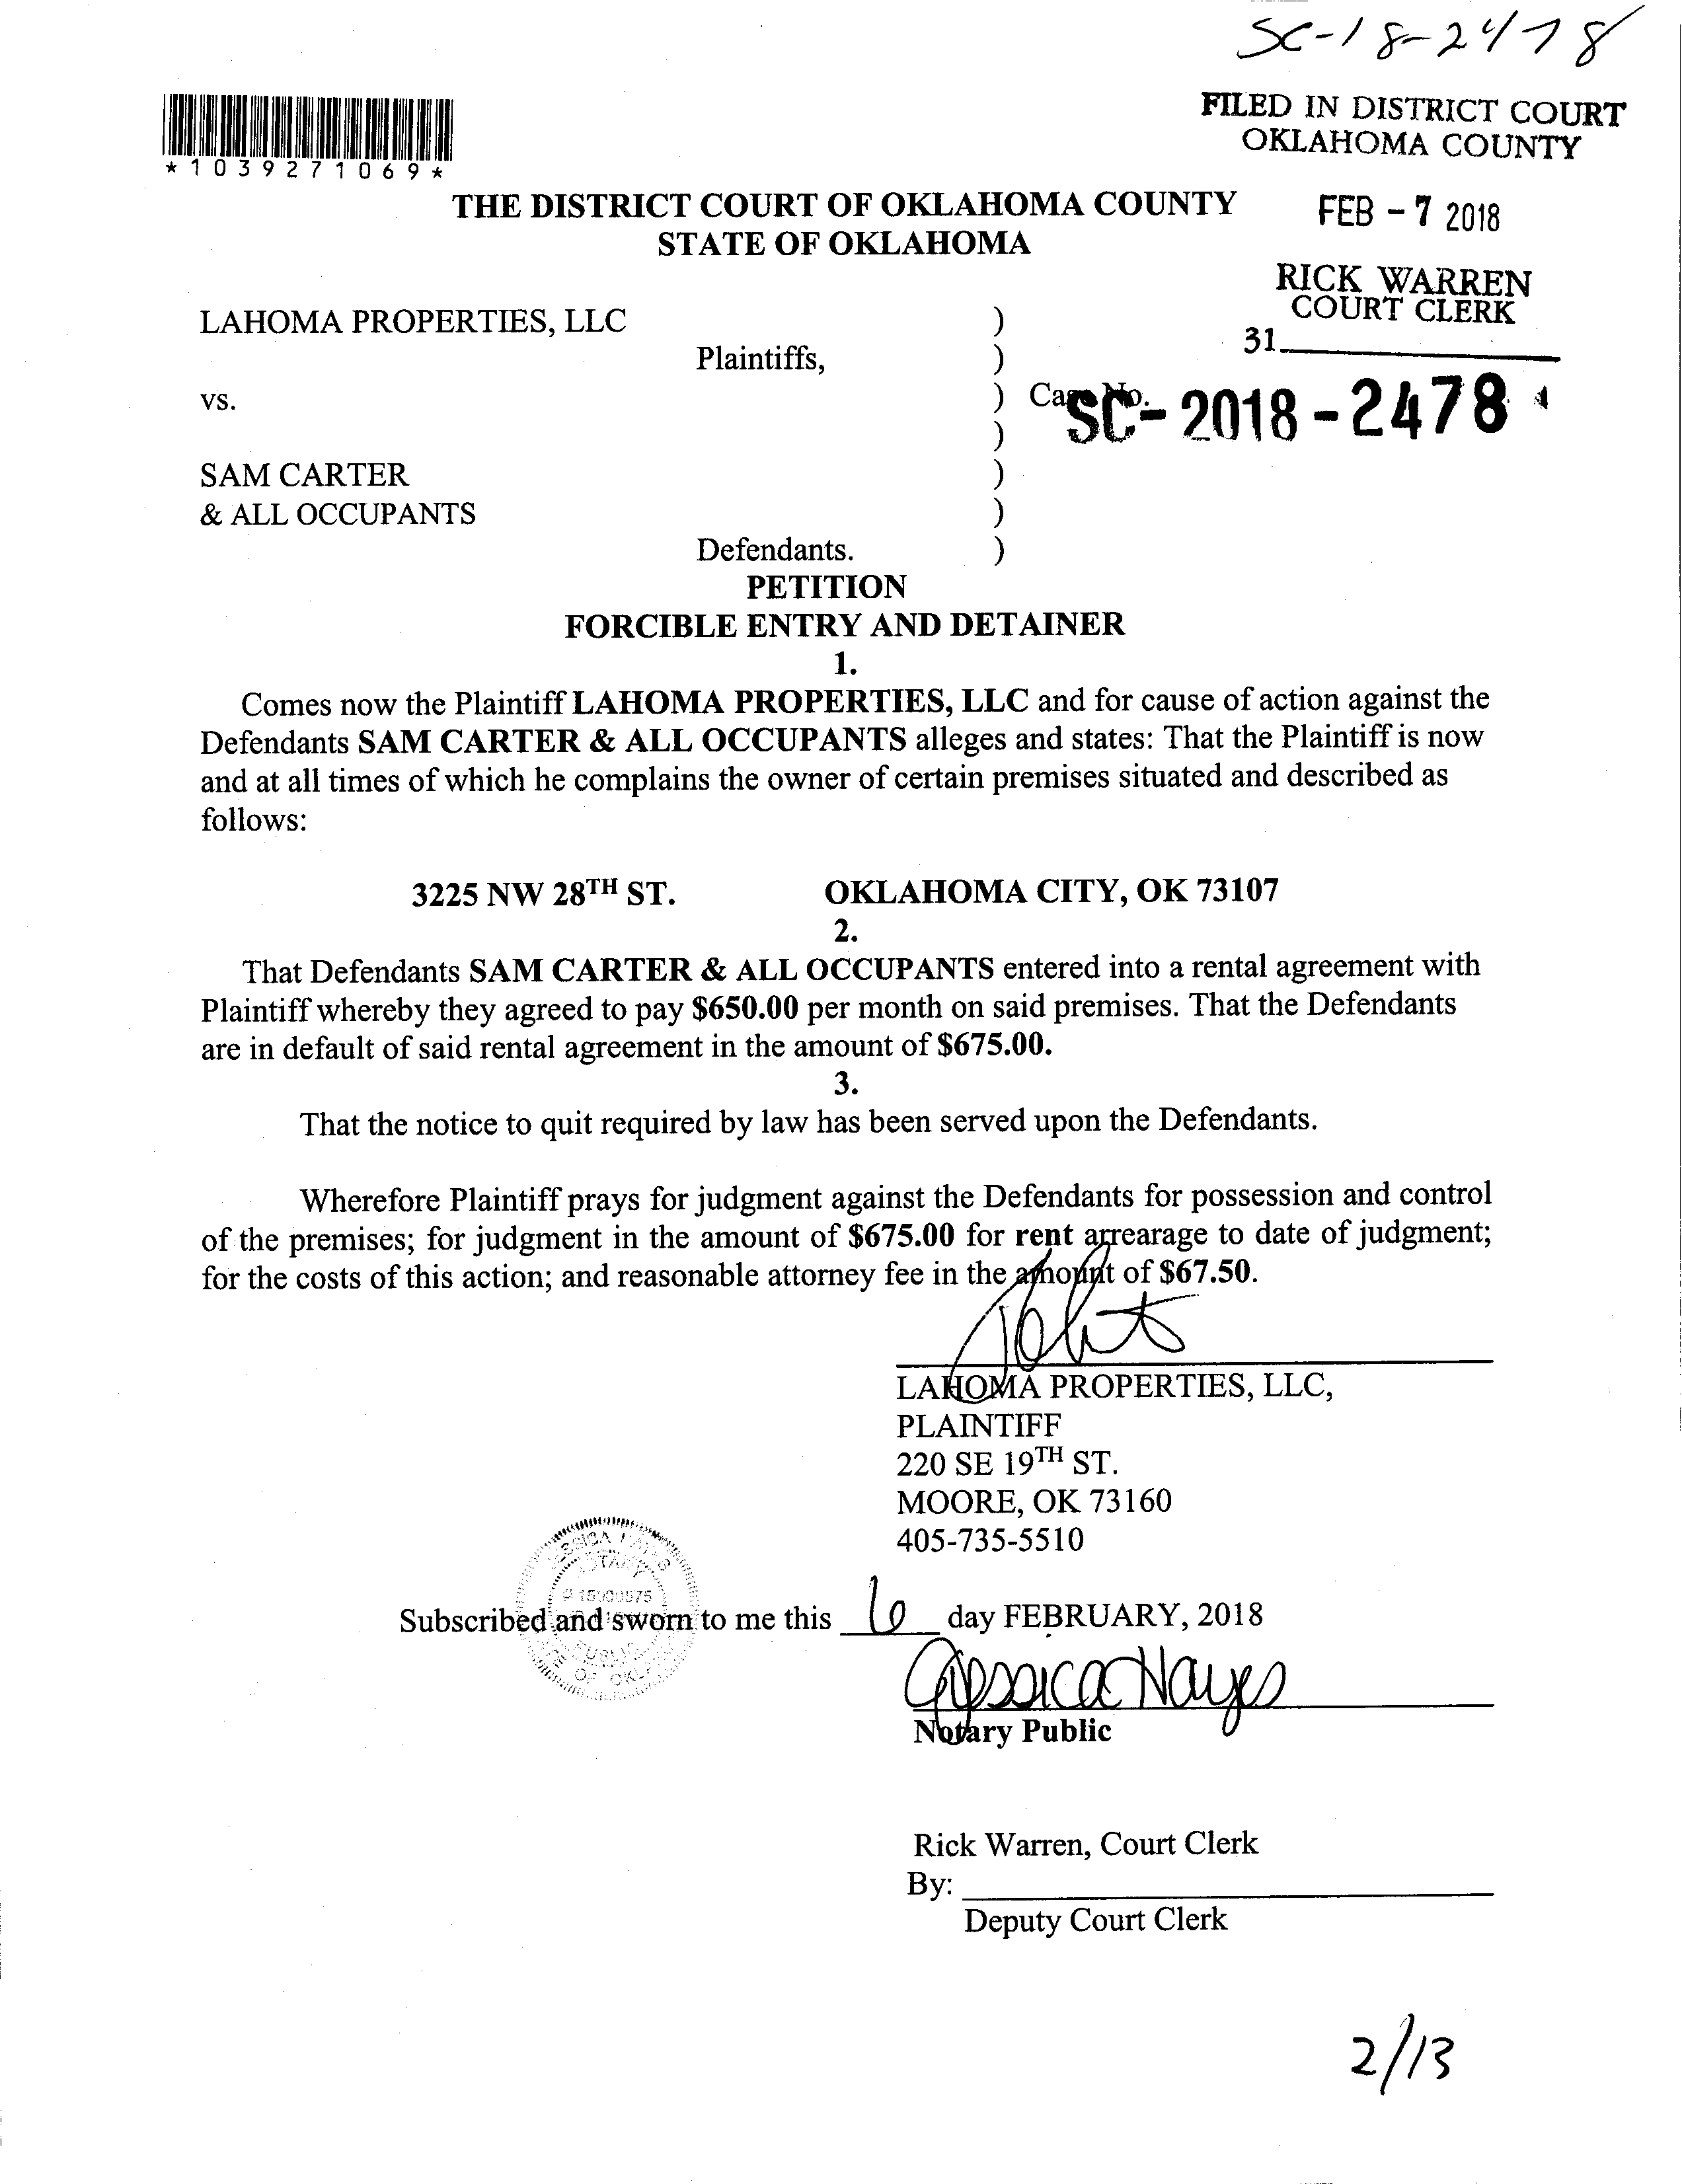 SC-18-2478
FILED IN DISTRICT COURT
OKLAHOMA COUNTY
*1039271069*
THE DISTRICT COURT OF OKLAHOMA COUNTY
STATE OF OKLAHOMA
FEB - 7 2018
RICK WARREN
COURT CLERK
31
LAHOMA PROPERTIES, LLC )
Plaintiffs, )
vs. ) Case No. SC-2018-2478
)
SAM CARTER )
& ALL OCCUPANTS )
Defendants. )
PETITION
FORCIBLE ENTRY AND DETAINER
1.
Comes now the Plaintiff LAHOMA PROPERTIES, LLC and for cause of action against the
Defendants SAM CARTER & ALL OCCUPANTS alleges and states: That the Plaintiff is now
and at all times of which he complains the owner of certain premises situated and described as
follows:
3225 NW 28TH ST. OKLAHOMA CITY, OK 73107
2.
That Defendants SAM CARTER & ALL OCCUPANTS entered into a rental agreement with
Plaintiff whereby they agreed to pay $650.00 per month on said premises. That the Defendants
are in default of said rental agreement in the amount of $675.00.
3.
That the notice to quit required by law has been served upon the Defendants.
Wherefore Plaintiff prays for judgment against the Defendants for possession and control
of the premises; for judgment in the amount of $675.00 for rent arrearage to date of judgment;
for the costs of this action; and reasonable attorney fee in the amount of $67.50.
LAHOMA PROPERTIES, LLC,
PLAINTIFF
220 SE 19TH ST.
MOORE, OK 73160
405-735-5510
Subscribed and sworn to me this 6 day FEBRUARY, 2018
Jessica Hayes
Notary Public
Rick Warren, Court Clerk
By:
Deputy Court Clerk
2/13